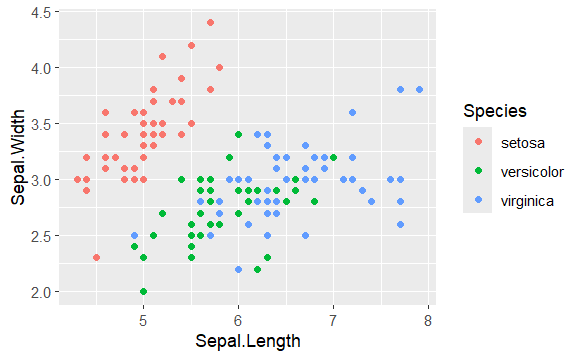 4.5
4.0
3.5
3.0
2.5
2.0
Sepal.Width
5 6 7 8
Sepal.Length
Species
setosa
versicolor
virginica